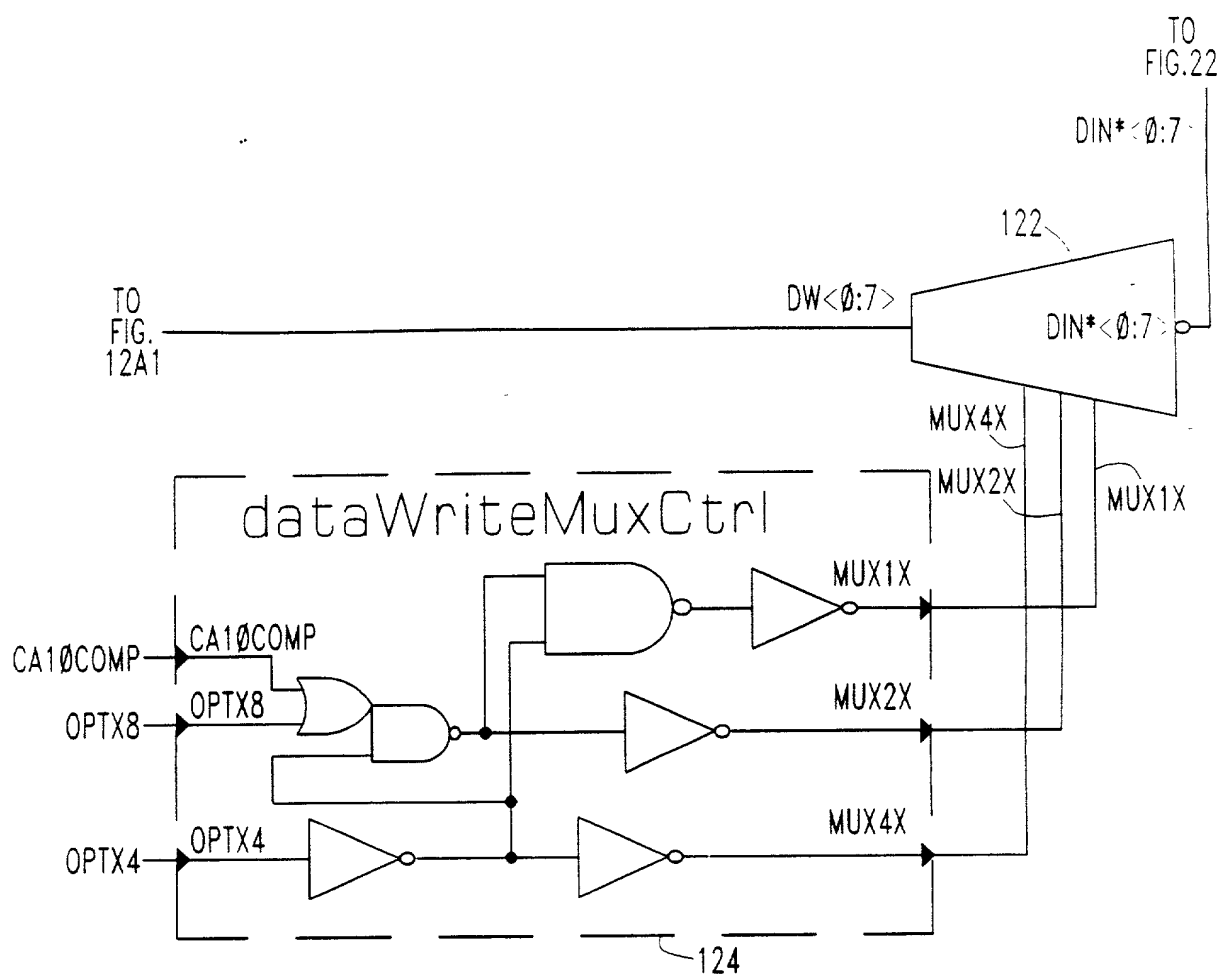 TO
FIG.22
DIN*<Ø:7>
122
DW<Ø:7>
TO
FIG.
12A1
DIN*<Ø:7>
MUX4X
MUX2X
MUX1X
dataWriteMuxCtrl
MUX1X
CA1ØCOMP
CA1ØCOMP
OPTX8
OPTX8
MUX2X
OPTX4
OPTX4
MUX4X
124